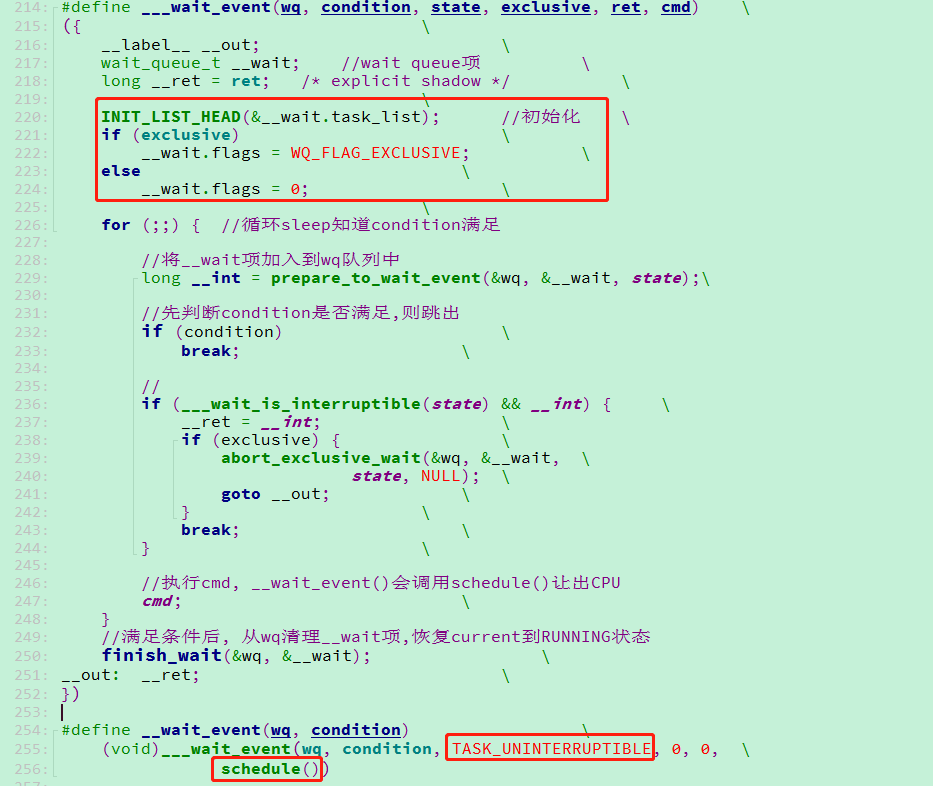 214: #define ___wait_event(wq, condition, state, exclusive, ret, cmd) \
215: ({ \
216: __label__ __out; \
217: wait_queue_t __wait; //wait queue项 \
218: long __ret = ret; /* explicit shadow */ \
219: \
220: INIT_LIST_HEAD(&__wait.task_list); //初始化 \
221: if (exclusive) \
222: __wait.flags = WQ_FLAG_EXCLUSIVE; \
223: else \
224: __wait.flags = 0; \
225: \
226: for (;;) { //循环sleep知道condition满足
227:
228: //将__wait项加入到wq队列中
229: long __int = prepare_to_wait_event(&wq, &__wait, state);\
230:
231: //先判断condition是否满足,则跳出
232: if (condition) \
233: break; \
234:
235: //
236: if (___wait_is_interruptible(state) && __int) { \
237: __ret = __int; \
238: if (exclusive) { \
239: abort_exclusive_wait(&wq, &__wait, \
240: state, NULL); \
241: goto __out; \
242: } \
243: break; \
244: } \
245:
246: //执行cmd, __wait_event()会调用schedule()让出CPU
247: cmd; \
248: }
249: //满足条件后, 从wq清理__wait项,恢复current到RUNNING状态
250: finish_wait(&wq, &__wait); \
251: __out: __ret; \
252: })
253:
254: #define __wait_event(wq, condition) \
255: (void)___wait_event(wq, condition, TASK_UNINTERRUPTIBLE, 0, 0, \
256: schedule())